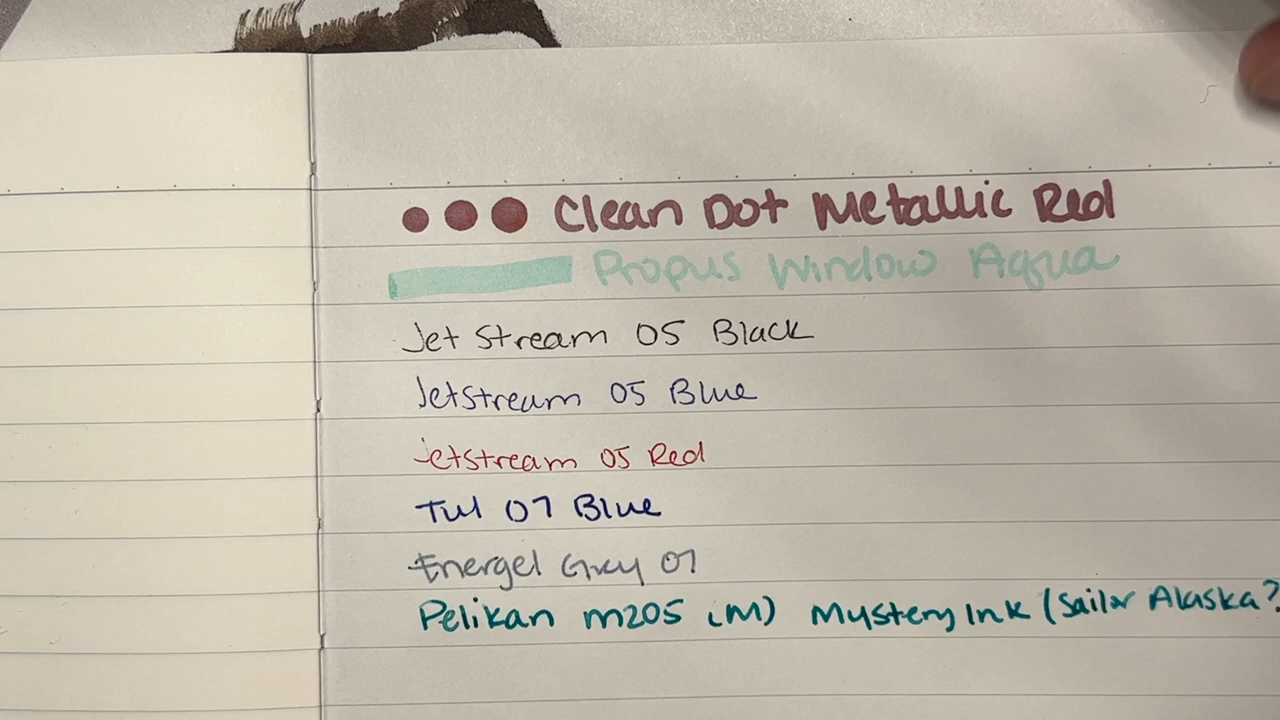 Clean Dot Metallic Red
Propus Window Aqua
Jet Stream 05 Black
Jetstream 05 Blue
Jetstream 05 Red
Tul 07 Blue
Energel Grey 07
Pelikan m205 (M) Mystery Ink (Sailor Alaska?